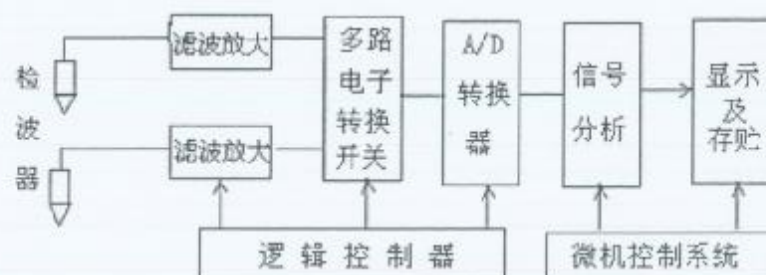 检波器
滤波放大
滤波放大
多路
电子
转换
开关
A/D
转换
器
信号
分析
显示
及
存贮
逻辑控制器
微机控制系统